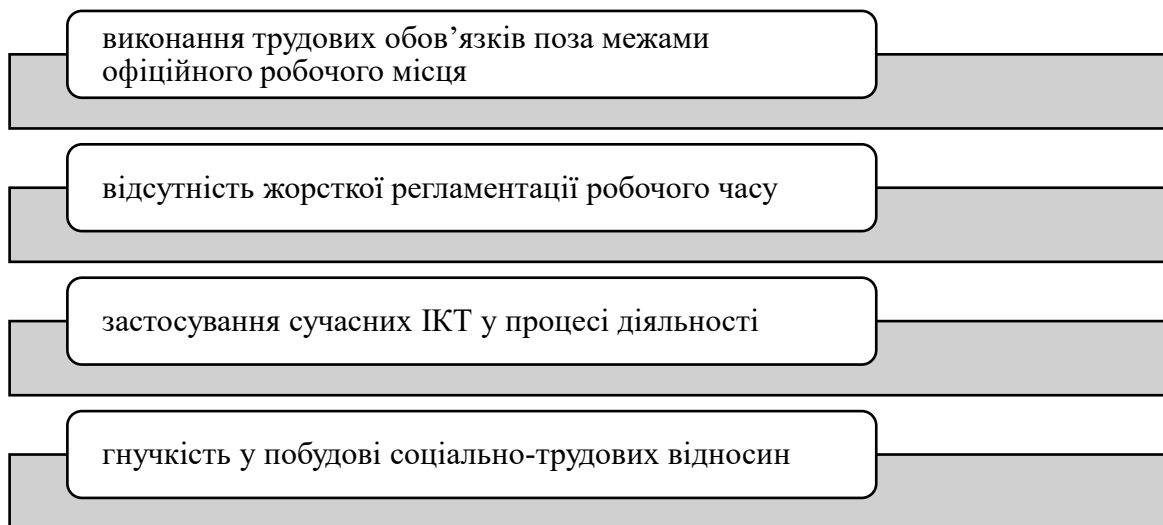 виконання трудових обов’язків поза межами
офіційного робочого місця
відсутність жорсткої регламентації робочого часу
застосування сучасних ІКТ у процесі діяльності
гнучкість у побудові соціально-трудових відносин